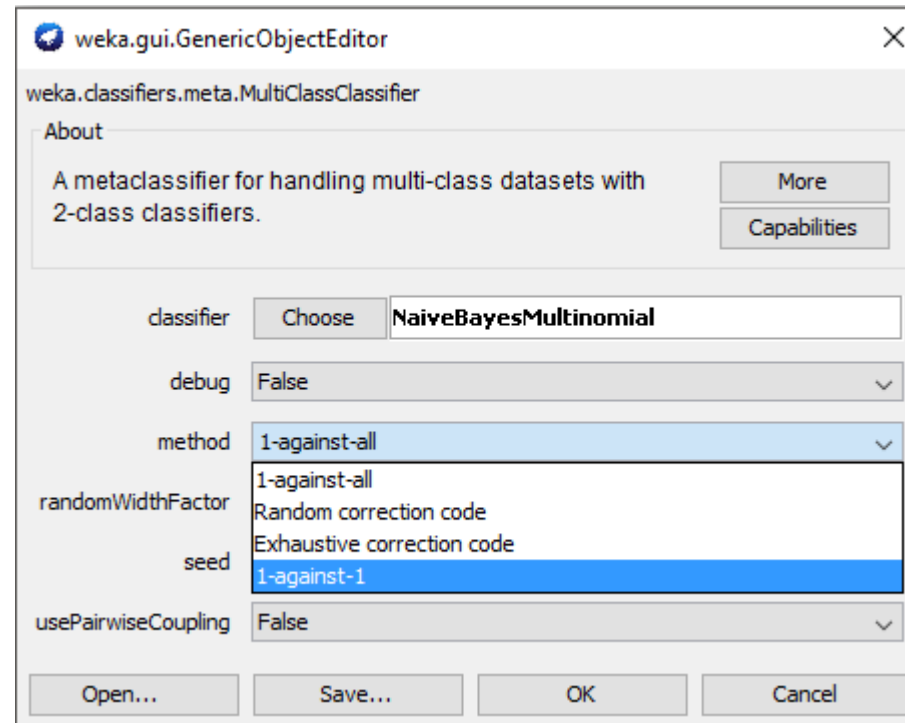 weka.gui.GenericObjectEditor
weka.classifiers.meta.MultiClassClassifier
About
A metaclassifier for handling multi-class datasets with
2-class classifiers.
More
Capabilities
classifier Choose NaiveBayesMultinomial
debug False
method 1-against-all
1-against-all
randomWidthFactor
Random correction code
Exhaustive correction code
seed
1-against-1
usePairwiseCoupling False
Open... Save... OK Cancel